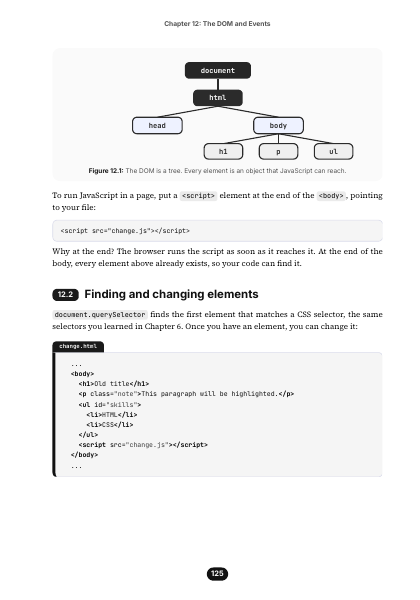 Chapter 12: The DOM and Events
document
html
head
body
h1
p
ul
Figure 12.1: The DOM is a tree. Every element is an object that JavaScript can reach.
To run JavaScript in a page, put a <script> element at the end of the <body>, pointing
to your file:
<script src="change.js"></script>
Why at the end? The browser runs the script as soon as it reaches it. At the end of the
body, every element above already exists, so your code can find it.
12.2 Finding and changing elements
document.querySelector finds the first element that matches a CSS selector, the same
selectors you learned in Chapter 6. Once you have an element, you can change it:
change.html
...
<body>
<h1>Old title</h1>
<p class="note">This paragraph will be highlighted.</p>
<ul id="skills">
<li>HTML</li>
<li>CSS</li>
</ul>
<script src="change.js"></script>
</body>
...
125